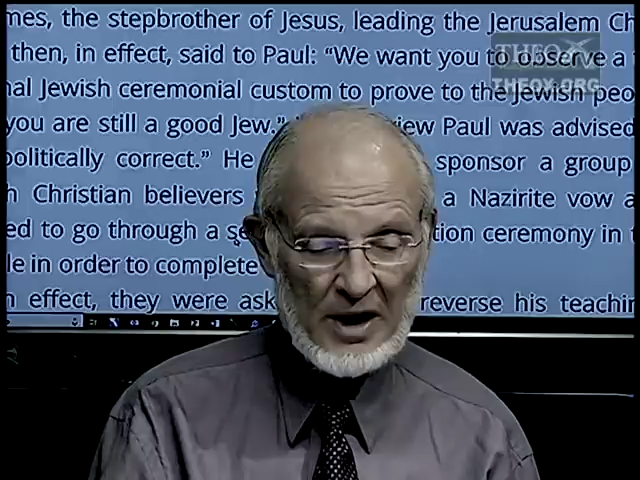 mes, the stepbrother of Jesus, leading the Jerusalem Ch
then, in effect, said to Paul: “We want you to observe a
nal Jewish ceremonial custom to prove to the Jewish peo
you are still a good Jew.” view Paul was advised
politically correct.” He sponsor a group
h Christian believers a Nazirite vow a
ed to go through a se tion ceremony in t
le in order to complete
n effect, they were ask reverse his teachin
THEOX
THEOX.ORG